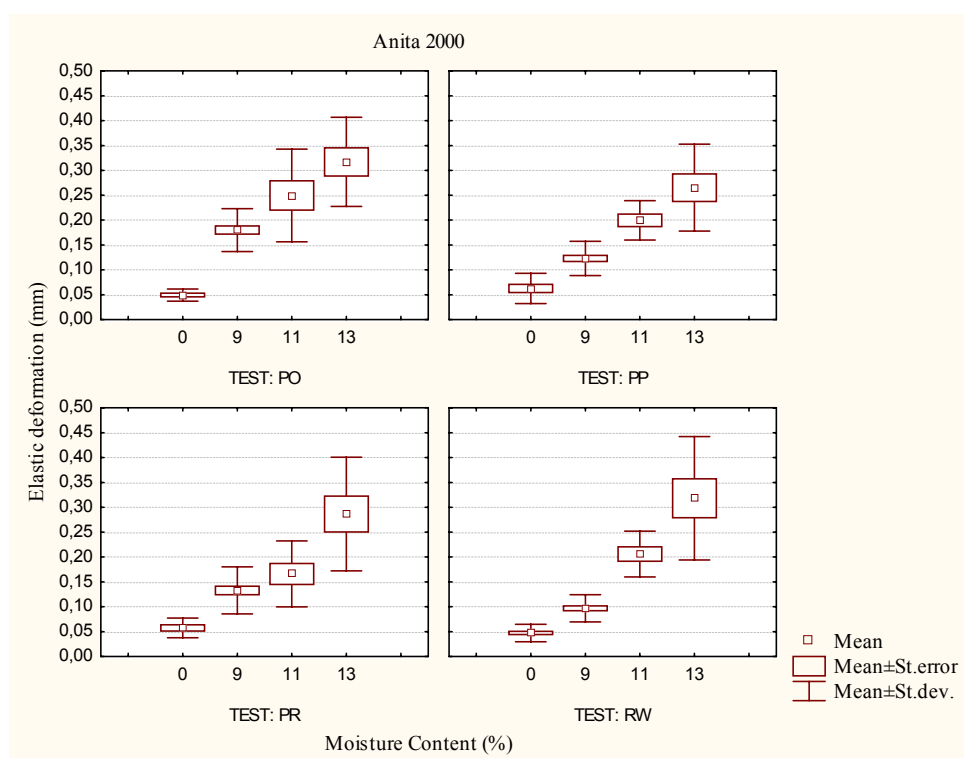 Anita 2000
Elastic deformation (mm)
0,50
0,45
0,40
0,35
0,30
0,25
0,20
0,15
0,10
0,05
0,00
0 9 11 13
TEST: PO
0 9 11 13
TEST: PP
0,50
0,45
0,40
0,35
0,30
0,25
0,20
0,15
0,10
0,05
0,00
0 9 11 13
TEST: PR
0 9 11 13
TEST: RW
Moisture Content (%)
Mean
Mean±St.error
Mean±St.dev.